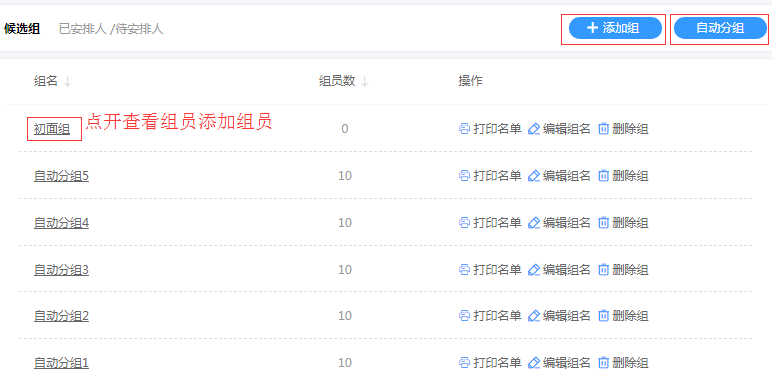 候选组 已安排人 /待安排人 + 添加组 自动分组
组名 ↓ 组员数 ↓ 操作
初面组 点开查看组员添加组员 0 打印名单 编辑组名 删除组
自动分组5 10 打印名单 编辑组名 删除组
自动分组4 10 打印名单 编辑组名 删除组
自动分组3 10 打印名单 编辑组名 删除组
自动分组2 10 打印名单 编辑组名 删除组
自动分组1 10 打印名单 编辑组名 删除组